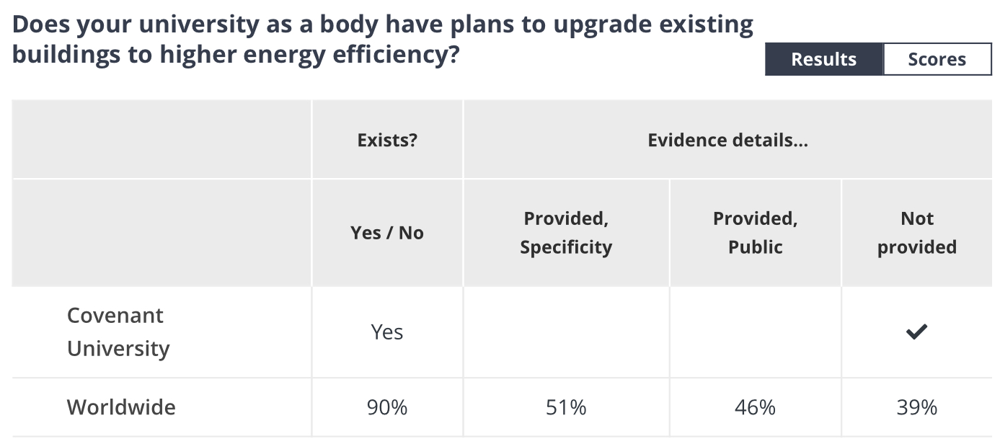 Does your university as a body have plans to upgrade existing
buildings to higher energy efficiency?
Results Scores
Exists? Evidence details...
Yes / No Provided, Specificity Provided, Public Not provided
Covenant University Yes ✓
Worldwide 90% 51% 46% 39%